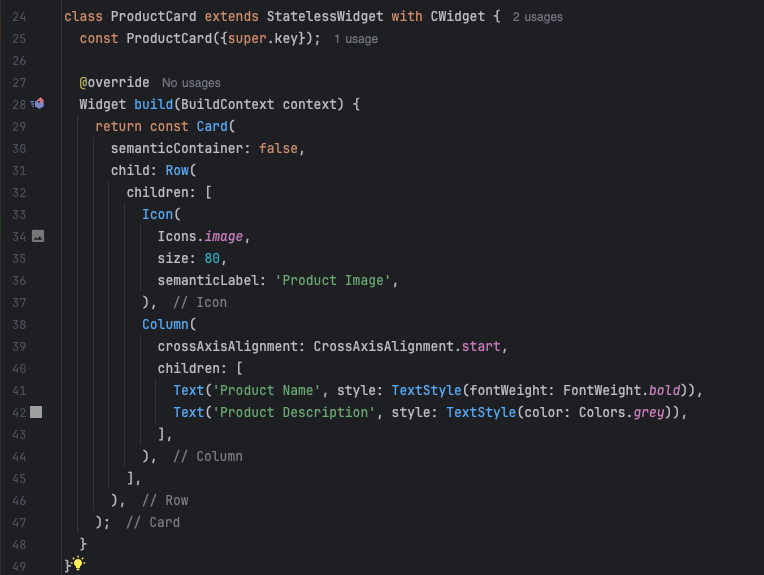 24 class ProductCard extends StatelessWidget with CWidget { 2 usages
25 const ProductCard({super.key}); 1 usage
26
27 @override No usages
28 Widget build(BuildContext context) {
29 return const Card(
30 semanticContainer: false,
31 child: Row(
32 children: [
33 Icon(
34 Icons.image,
35 size: 80,
36 semanticLabel: 'Product Image',
37 ), // Icon
38 Column(
39 crossAxisAlignment: CrossAxisAlignment.start,
40 children: [
41 Text('Product Name', style: TextStyle(fontWeight: FontWeight.bold)),
42 Text('Product Description', style: TextStyle(color: Colors.grey)),
43 ],
44 ), // Column
45 ],
46 ), // Row
47 ); // Card
48 }
49 }